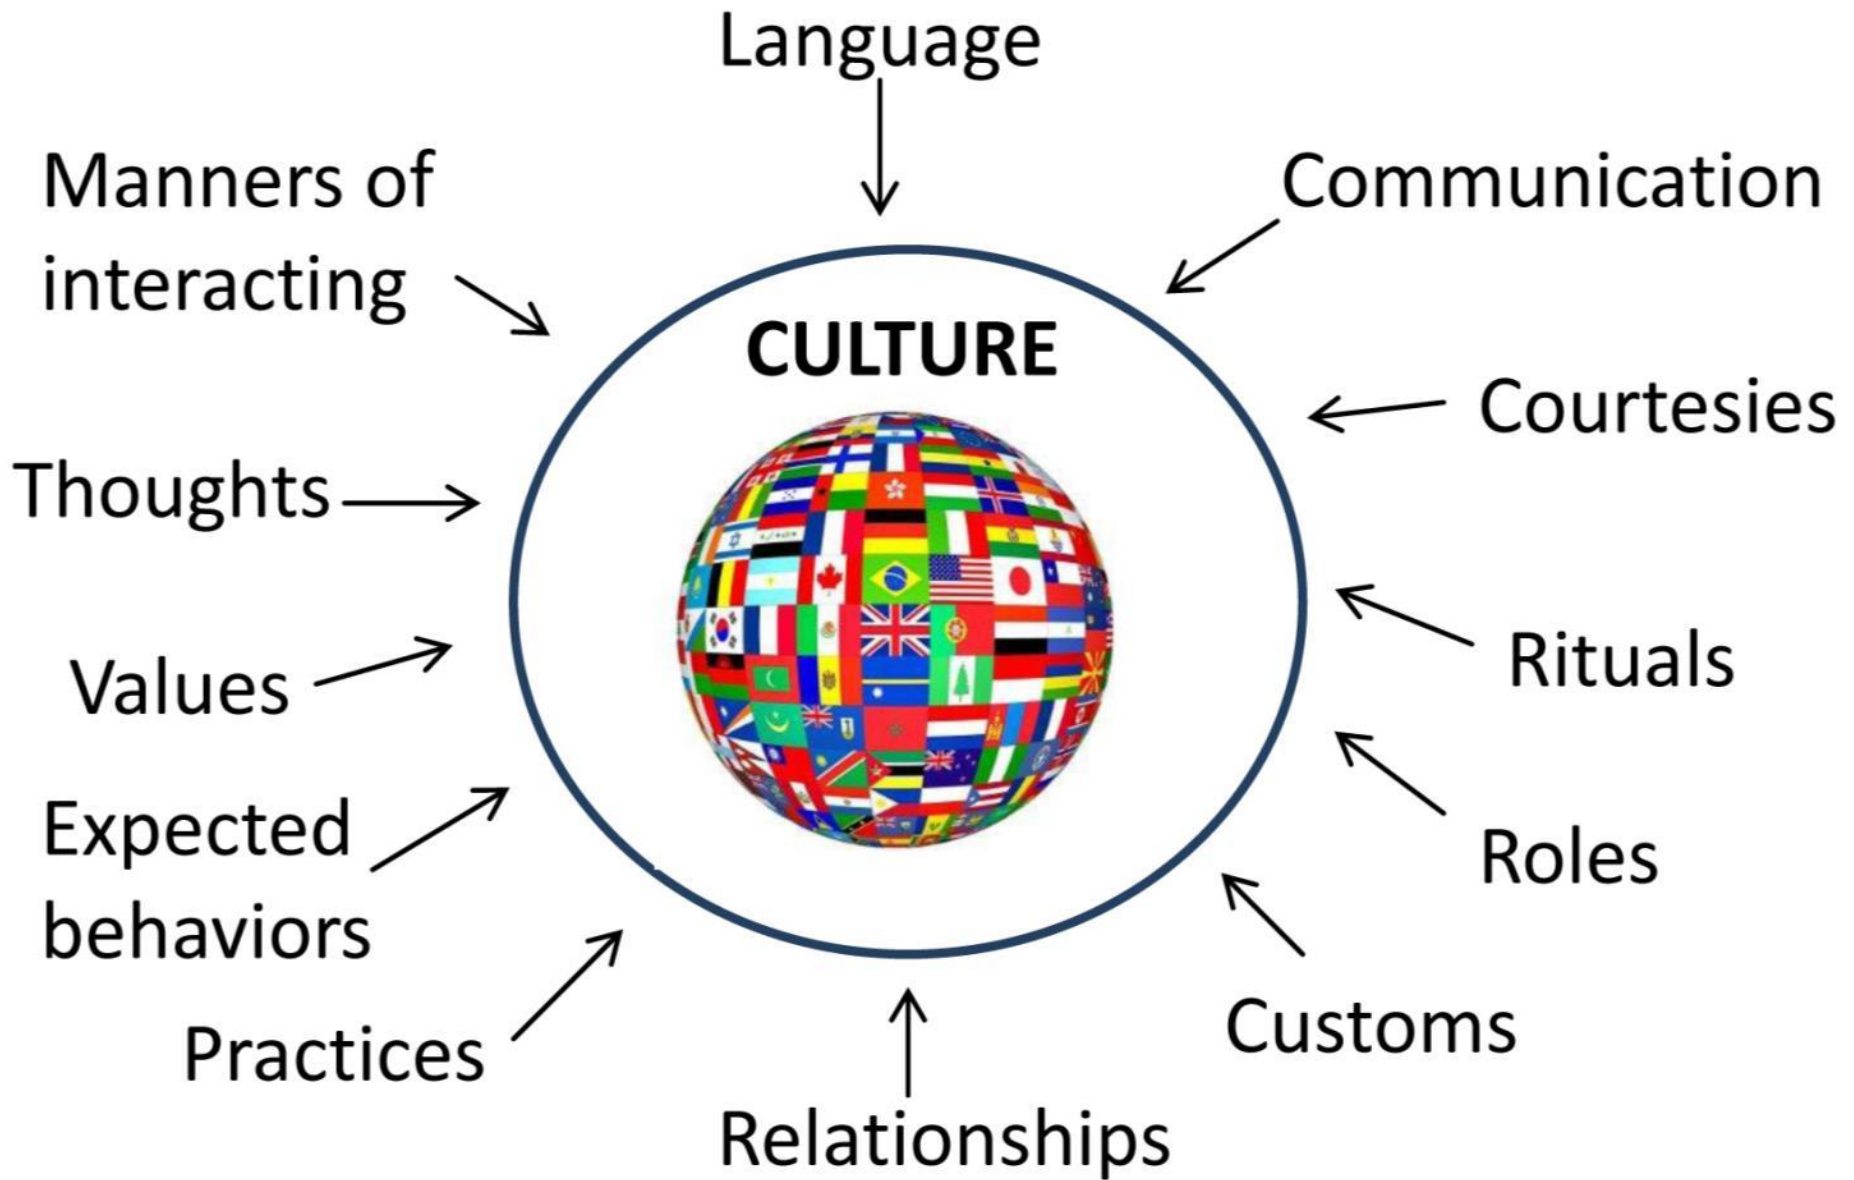 Language
Manners of
interacting
Communication
CULTURE
Courtesies
Thoughts
Values
Rituals
Expected
behaviors
Roles
Practices
Customs
Relationships